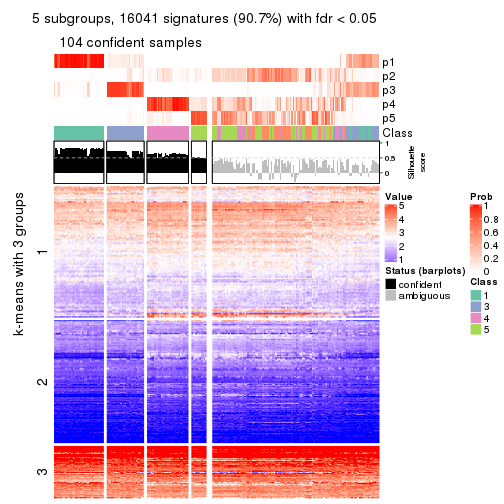 5 subgroups, 16041 signatures (90.7%) with fdr < 0.05
104 confident samples
p1
p2
p3
p4
p5
Class
1
0.5
0
Silhouette
score
k-means with 3 groups
1
2
3
Value
5
4
3
2
1
Status (barplots)
confident
ambiguous
Prob
1
0.8
0.6
0.4
0.2
0
Class
1
3
4
5